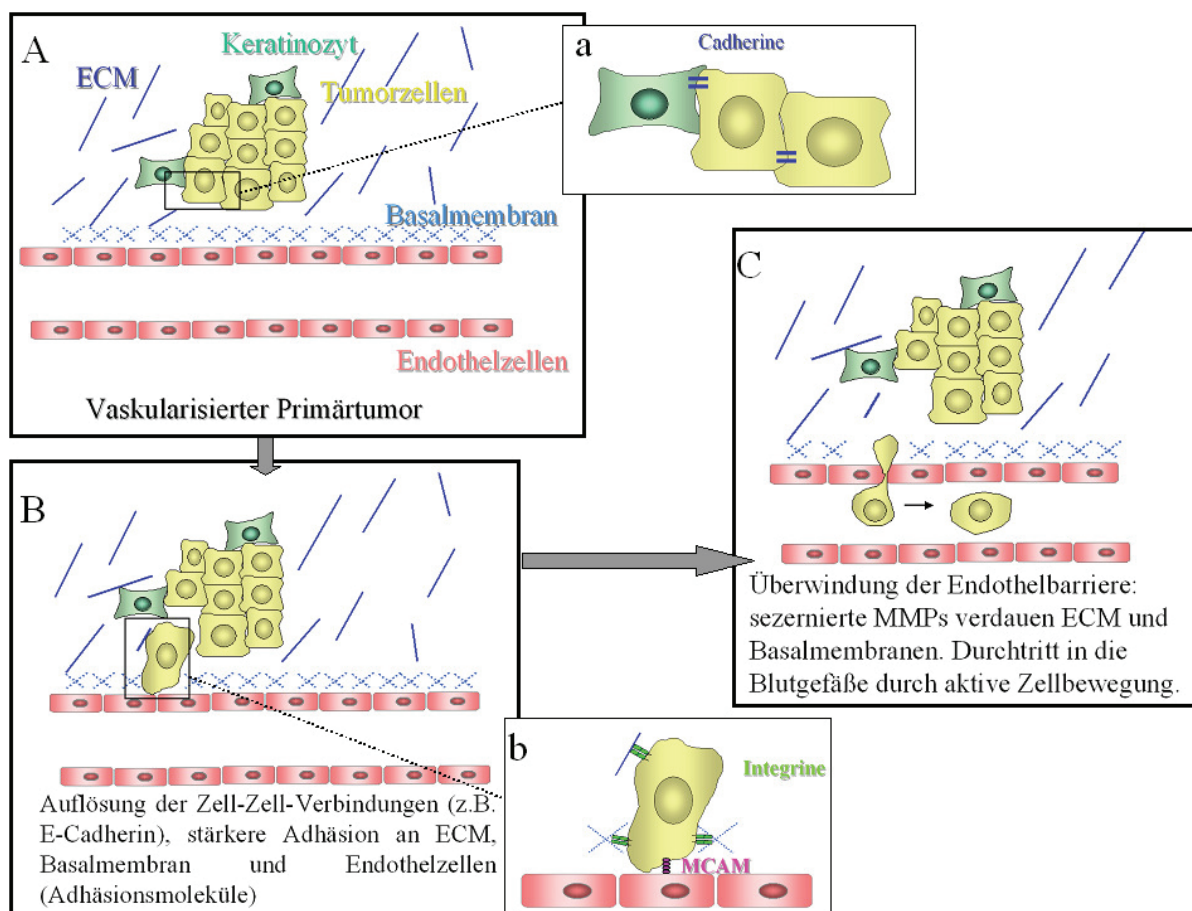 A
Keratinozyt
ECM
Tumorzellen
Basalmembran
Endothelzellen
Vaskularisierter Primärtumor
a
Cadherine
B
Auflösung der Zell-Zell-Verbindungen (z.B.
E-Cadherin), stärkere Adhäsion an ECM,
Basalmembran und Endothelzellen
(Adhäsionsmoleküle)
b
Integrine
MCAM
C
Überwindung der Endothelbarriere:
sezernierte MMPs verdauen ECM und
Basalmembranen. Durchtritt in die
Blutgefäße durch aktive Zellbewegung.